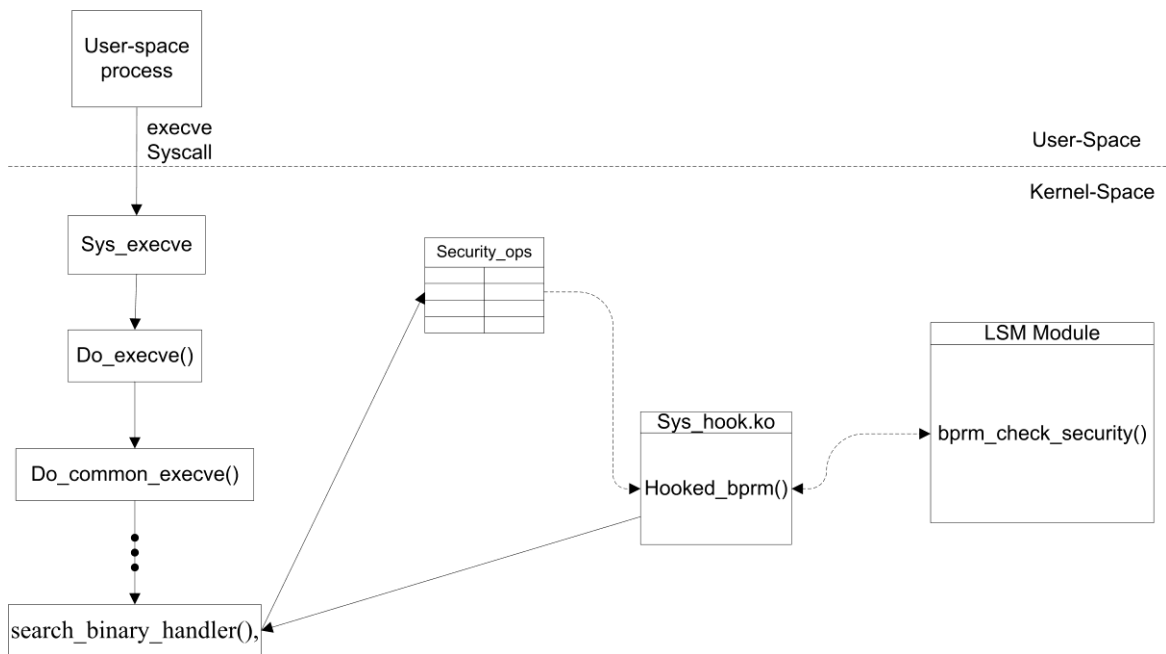 User-space
process
execve
Syscall
User-Space
Kernel-Space
Sys_execve
Security_ops
Do_execve()
LSM Module
Sys_hook.ko
bprm_check_security()
Do_common_execve()
Hooked_bprm()
search_binary_handler(),